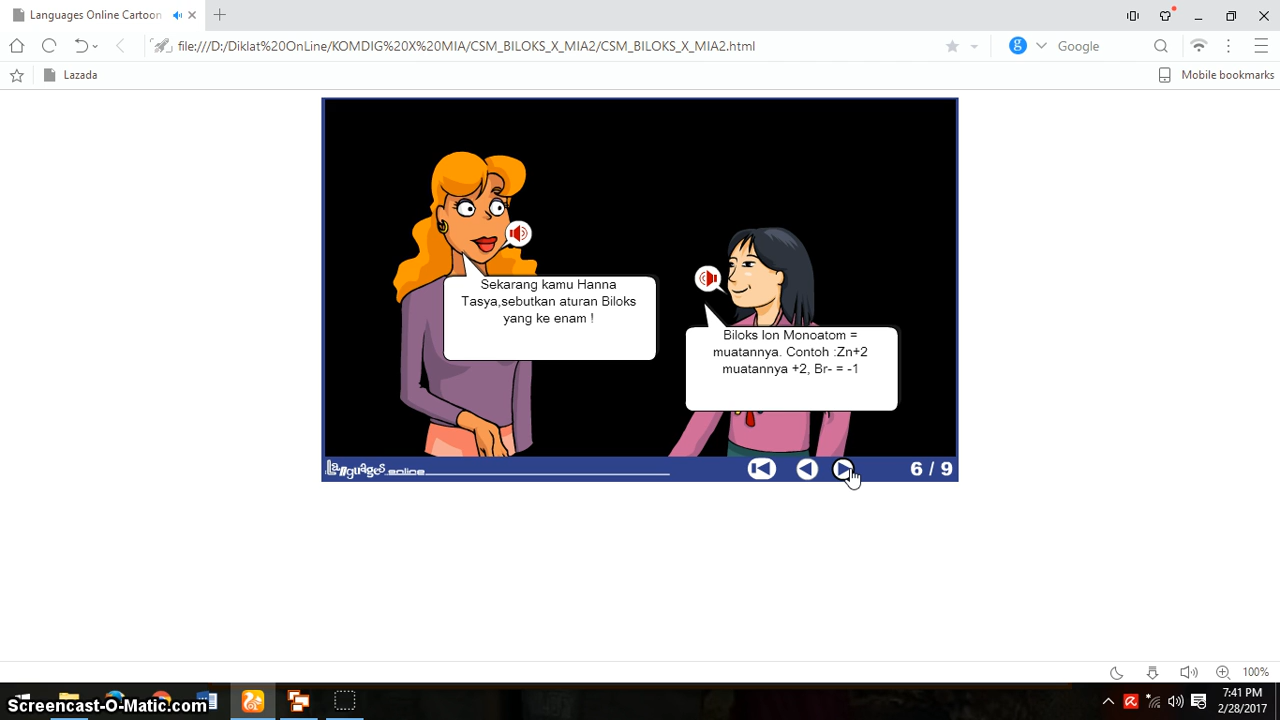 Languages Online Cartoon
file:///D:/Diklat%20OnLine/KOMDIG%20X%20MIA/CSM_BILOKS_X_MIA2/CSM_BILOKS_X_MIA2.html
Google
Lazada
Mobile bookmarks
Sekarang kamu Hanna
Tasya,sebutkan aturan Biloks
yang ke enam !
Biloks Ion Monoatom =
muatannya. Contoh :Zn+2
muatannya +2, Br- = -1
Languages online
6 / 9
100%
Screencast-O-Matic.com
7:41 PM
2/28/2017